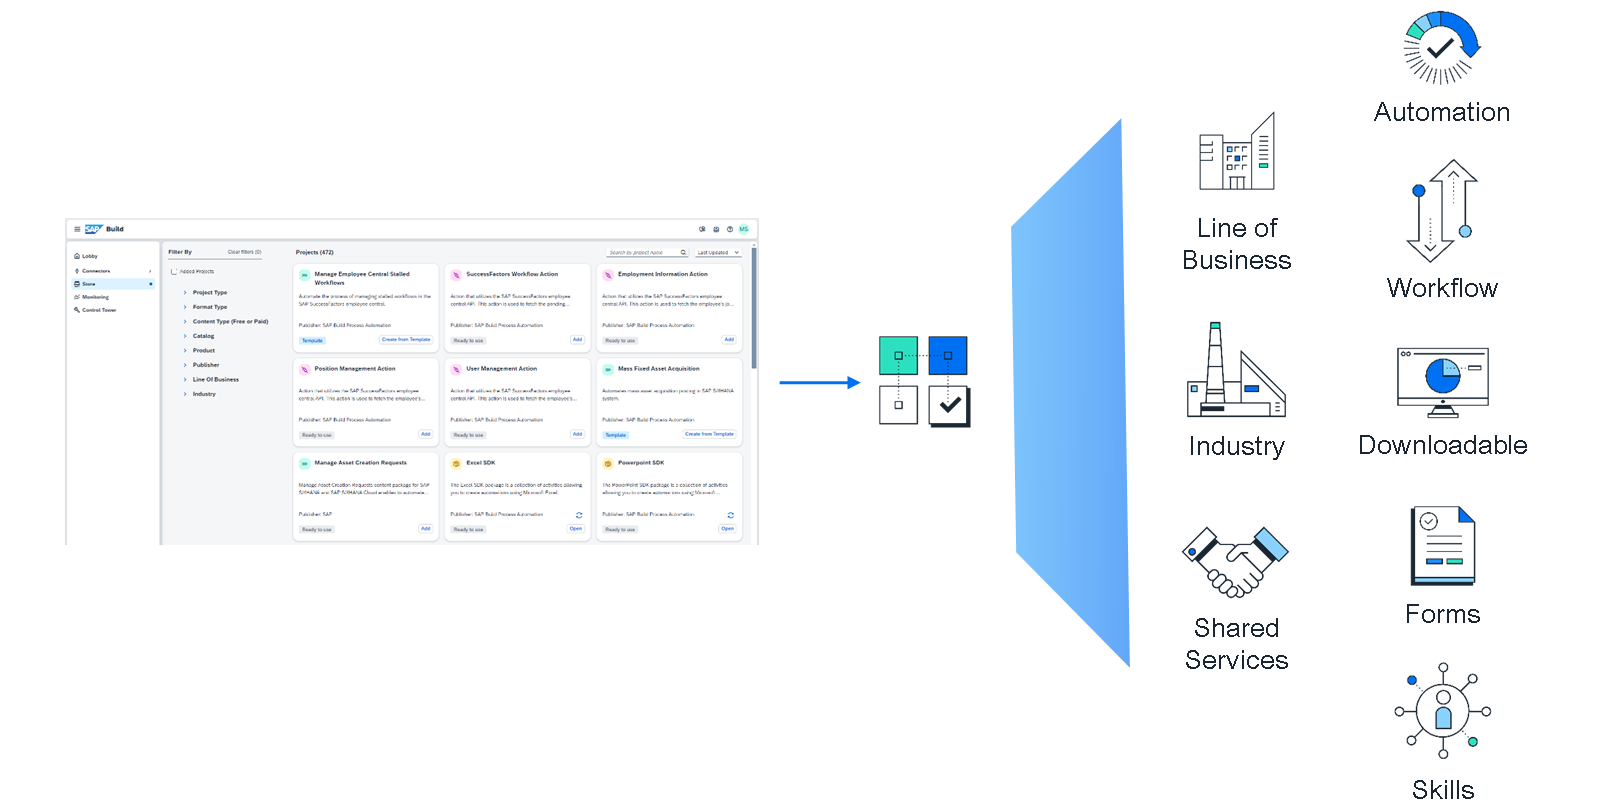 SAP Build
MS
Lobby
Connectors
Store
Monitoring
Control Tower
Filter By
Clear filters (0)
Added Projects
Project Type
Format Type
Content Type (Free or Paid)
Catalog
Product
Publisher
Line Of Business
Industry
Projects (472)
Search by project name
Last Updated
Manage Employee Central Stalled
Workflows
Automate the process of managing stalled workflows in the
SAP SuccessFactors employee central.
Publisher: SAP Build Process Automation
Template
Create from Template
SuccessFactors Workflow Action
Action that utilizes the SAP SuccessFactors employee
central API. This action is used to fetch the pending...
Publisher: SAP Build Process Automation
Ready to use
Add
Employment Information Action
Action that utilizes the SAP SuccessFactors employee
central API. This action is used to fetch the employee's jo...
Publisher: SAP Build Process Automation
Ready to use
Add
Position Management Action
Action that utilizes the SAP SuccessFactors employee
central API. This action is used to fetch the employee's...
Publisher: SAP Build Process Automation
Ready to use
Add
User Management Action
Action that utilizes the SAP SuccessFactors employee
central API. This action is used to fetch the employee's...
Publisher: SAP Build Process Automation
Ready to use
Add
Mass Fixed Asset Acquisition
Automates mass asset acquisition posting in SAP S/4HANA
system.
Publisher: SAP Build Process Automation
Template
Create from Template
Manage Asset Creation Requests
Manage Asset Creation Requests content package for SAP
S/4HANA and SAP S/4HANA Cloud enables to automate...
Publisher: SAP
Ready to use
Add
Excel SDK
The Excel SDK package is a collection of activities allowing
you to create automations using Microsoft Excel.
Publisher: SAP Build Process Automation
Ready to use
Open
Powerpoint SDK
The PowerPoint SDK package is a collection of activities
allowing you to create automations using Microsoft ...
Publisher: SAP Build Process Automation
Ready to use
Open
Line of
Business
Industry
Shared
Services
Automation
Workflow
Downloadable
Forms
Skills